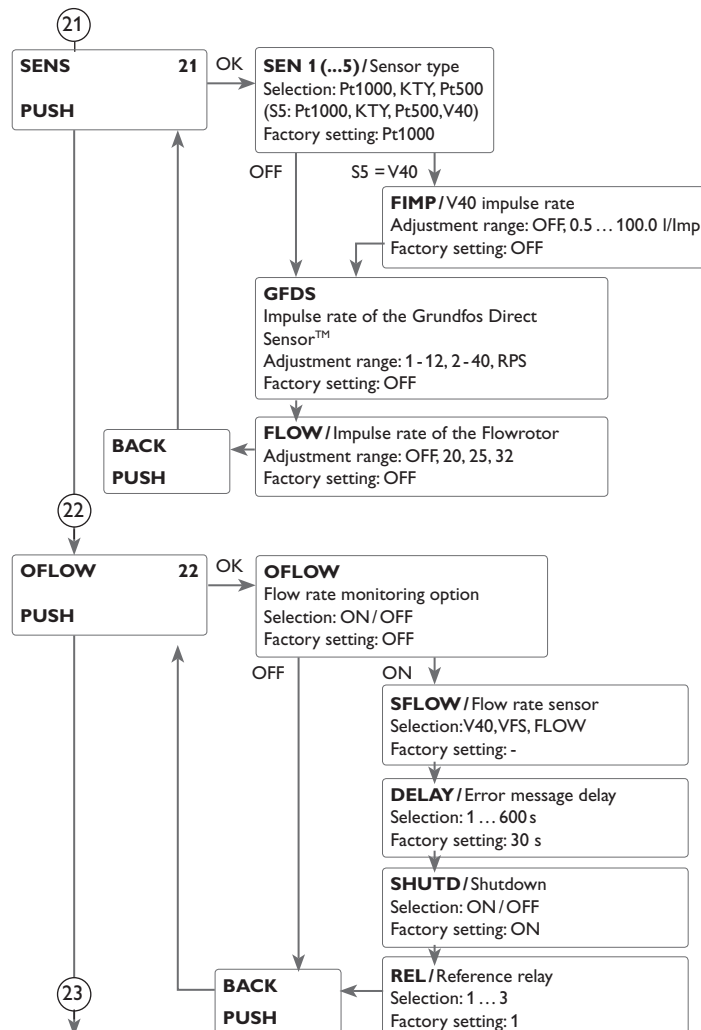 21
SENS 21
PUSH
OK
SEN 1 (...5) / Sensor type
Selection: Pt1000, KTY, Pt500
(S5: Pt1000, KTY, Pt500, V40)
Factory setting: Pt1000
OFF
S5 = V40
FIMP / V40 impulse rate
Adjustment range: OFF, 0.5 ... 100.0 l/Imp
Factory setting: OFF
GFDS
Impulse rate of the Grundfos Direct
Sensor™
Adjustment range: 1 - 12, 2 - 40, RPS
Factory setting: OFF
FLOW / Impulse rate of the Flowrotor
Adjustment range: OFF, 20, 25, 32
Factory setting: OFF
BACK
PUSH
22
OFLOW 22
PUSH
OK
OFLOW
Flow rate monitoring option
Selection: ON / OFF
Factory setting: OFF
OFF
ON
SFLOW / Flow rate sensor
Selection: V40, VFS, FLOW
Factory setting: -
DELAY / Error message delay
Selection: 1 ... 600 s
Factory setting: 30 s
SHUTD / Shutdown
Selection: ON / OFF
Factory setting: ON
REL / Reference relay
Selection: 1 ... 3
Factory setting: 1
BACK
PUSH
23